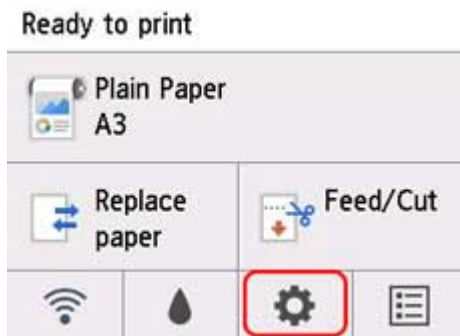 Ready to print
Plain Paper
A3
Replace
paper
Feed/Cut